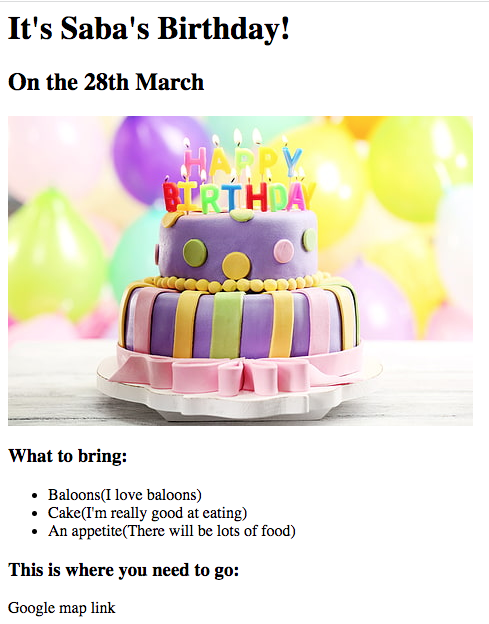 It's Saba's Birthday!
On the 28th March
HAPPY
BIRTHDAY
What to bring:
Baloons(I love baloons)
Cake(I'm really good at eating)
An appetite(There will be lots of food)
This is where you need to go:
Google map link